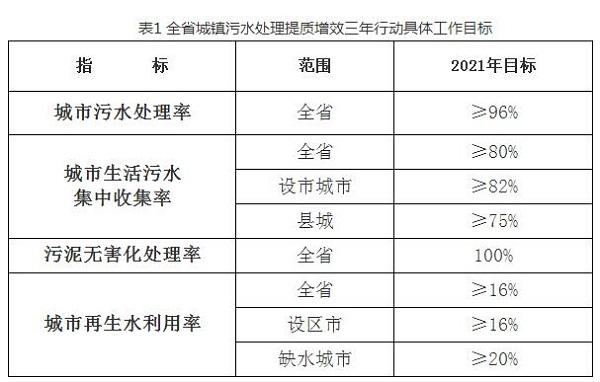 表1 全省城镇污水处理提质增效三年行动具体工作目标
指 标 范围 2021年目标
城市污水处理率 全省 ≥96%
城市生活污水
集中收集率
全省 ≥80%
设市城市 ≥82%
县城 ≥75%
污泥无害化处理率 全省 100%
城市再生水利用率
全省 ≥16%
设区市 ≥16%
缺水城市 ≥20%